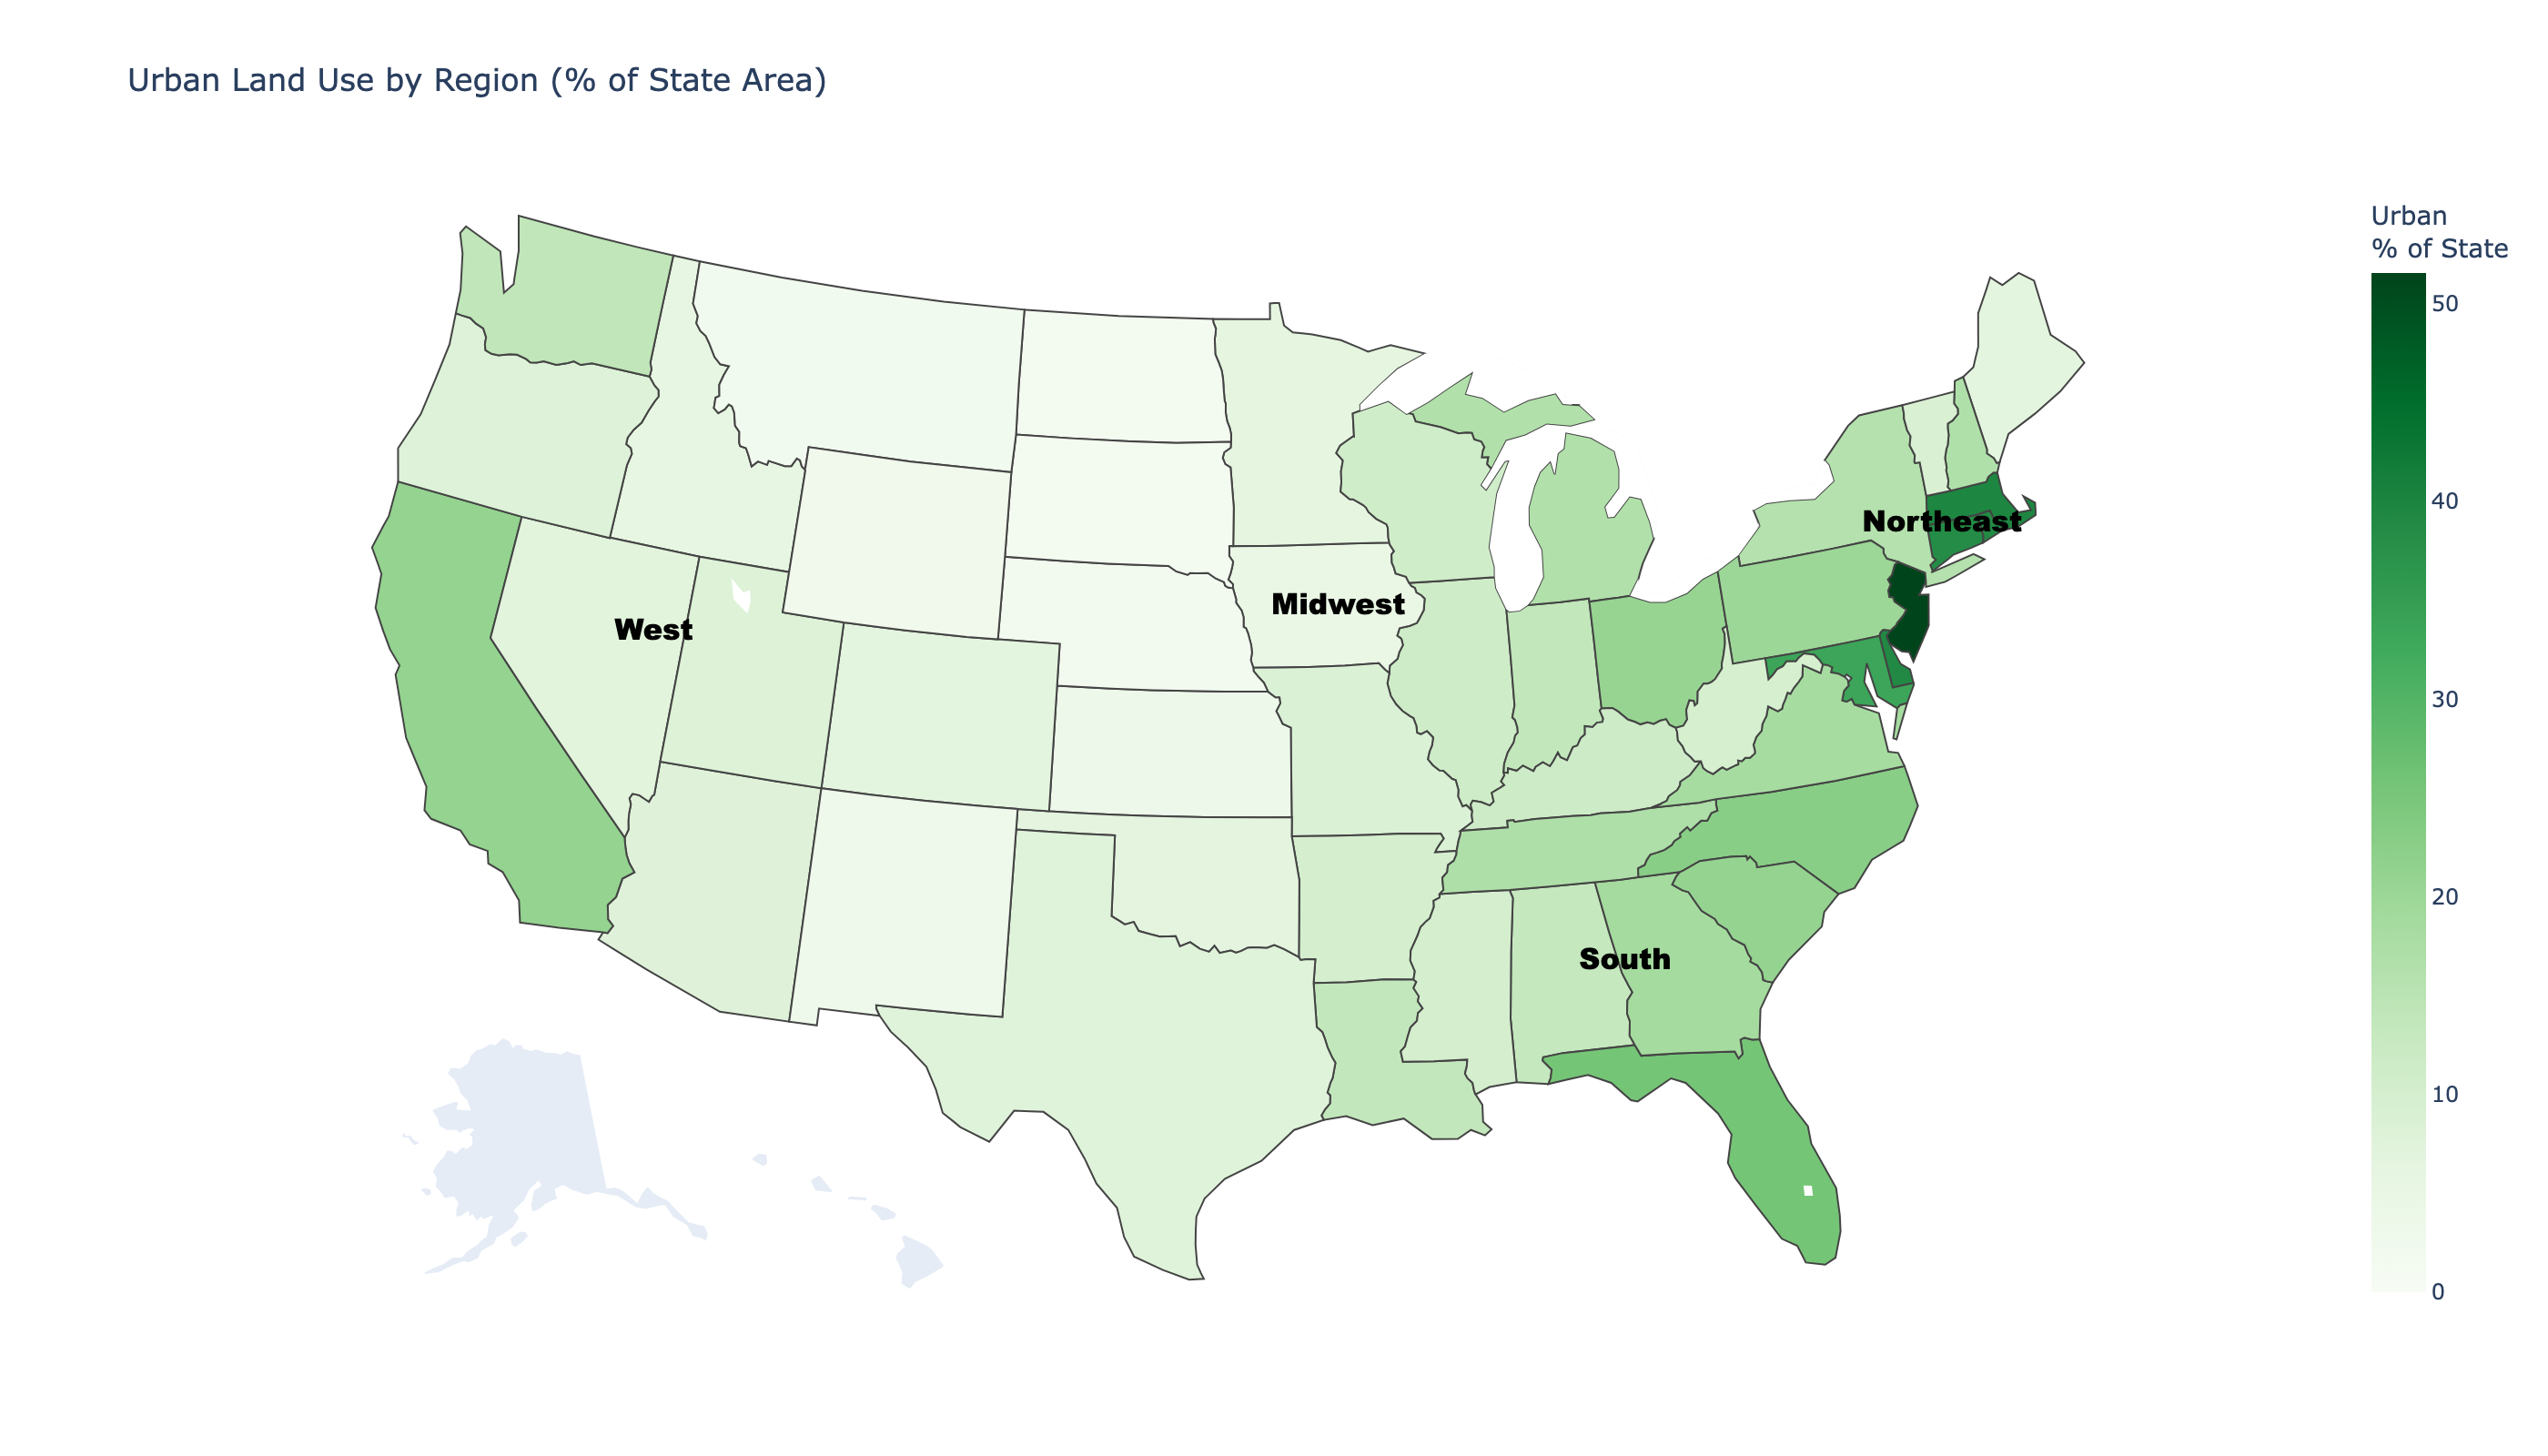 Urban Land Use by Region (% of State Area)
Urban
% of State
50
40
30
20
10
0
Northeast
Midwest
West
South